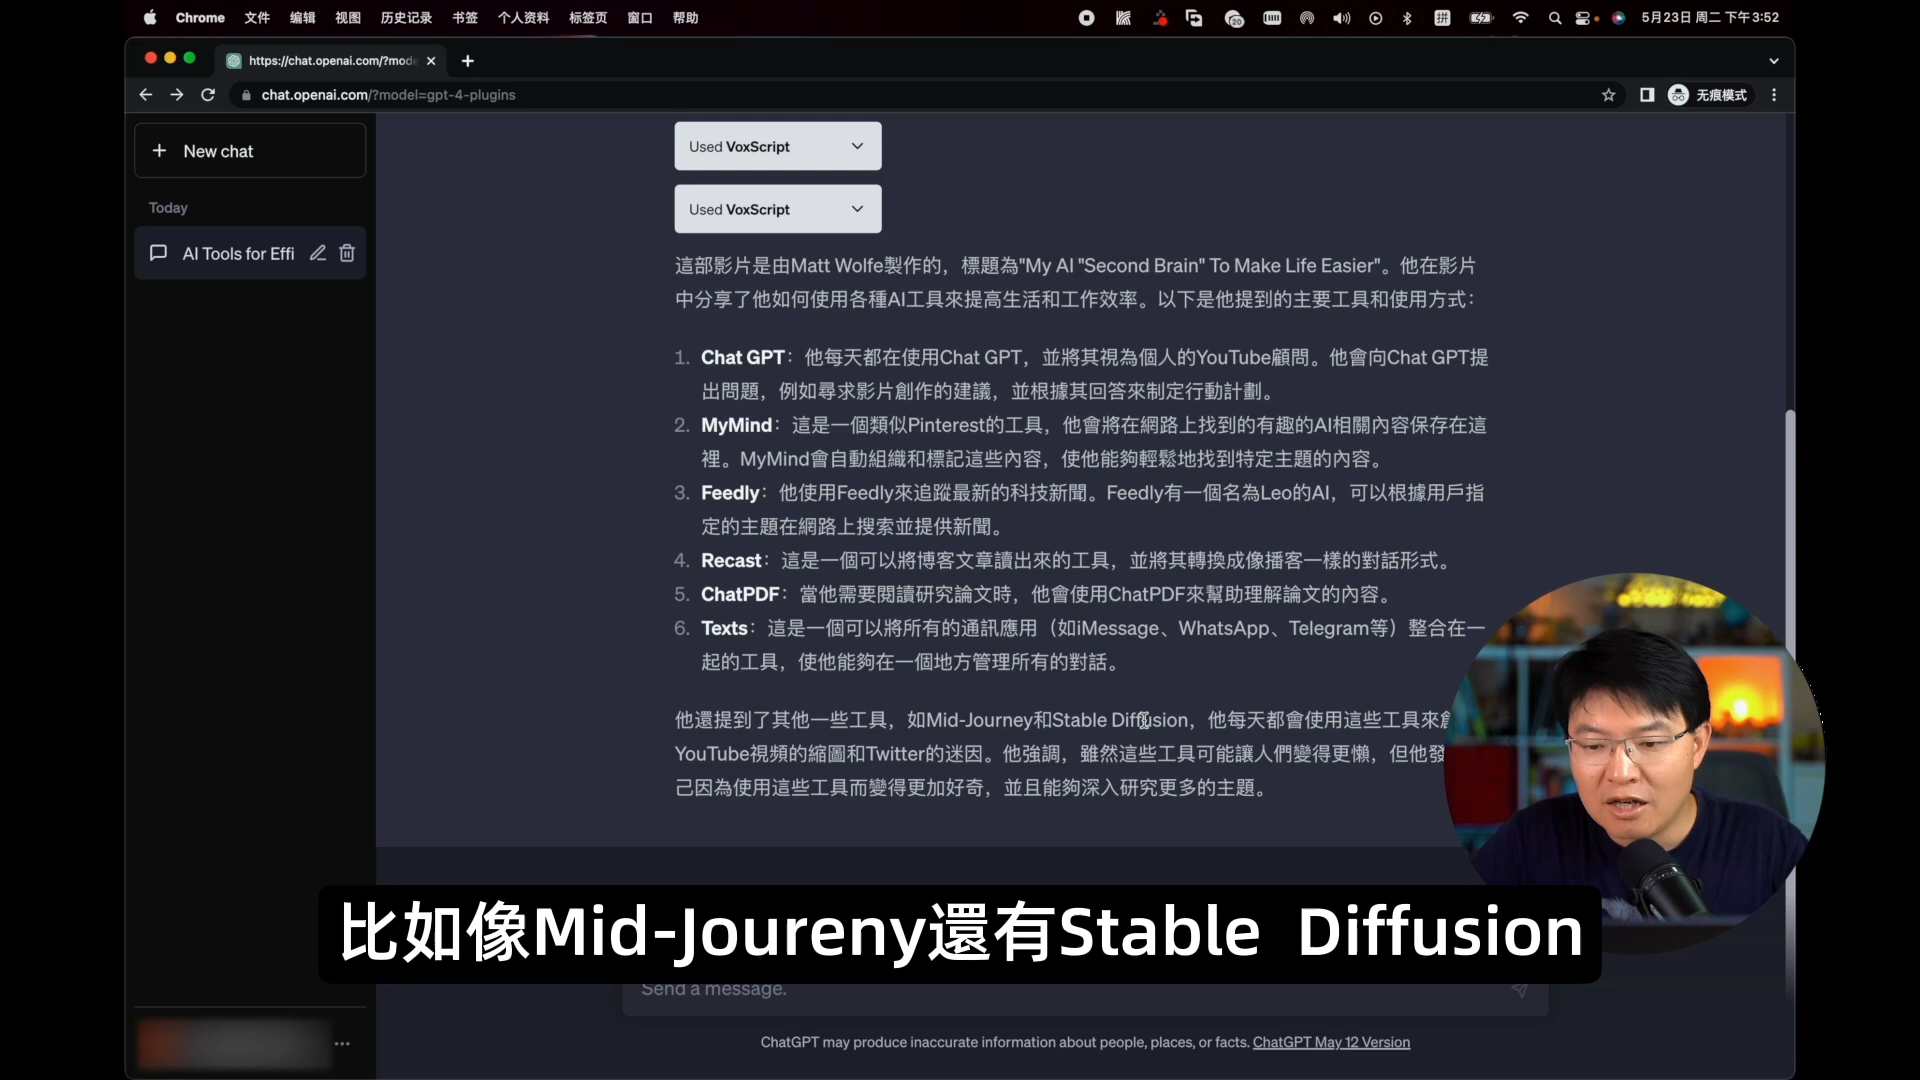 Chrome 文件 编辑 视图 历史记录 书签 个人资料 标签页 窗口 帮助
20 拼 5月23日 周二 下午3:52
https://chat.openai.com/?mode
chat.openai.com/?model=gpt-4-plugins
无痕模式
New chat
Today
AI Tools for Effi
Used VoxScript
Used VoxScript
這部影片是由Matt Wolfe製作的，標題為"My AI "Second Brain" To Make Life Easier"。他在影片
中分享了他如何使用各種AI工具來提高生活和工作效率。以下是他提到的主要工具和使用方式：
1. Chat GPT：他每天都在使用Chat GPT，並將其視為個人的YouTube顧問。他會向Chat GPT提
出問題，例如尋求影片創作的建議，並根據其回答來制定行動計劃。
2. MyMind：這是一個類似Pinterest的工具，他會將在網路上找到的有趣的AI相關內容保存在這
裡。MyMind會自動組織和標記這些內容，使他能夠輕鬆地找到特定主題的內容。
3. Feedly：他使用Feedly來追蹤最新的科技新聞。Feedly有一個名為Leo的AI，可以根據用戶指
定的主題在網路上搜索並提供新聞。
4. Recast：這是一個可以將博客文章讀出來的工具，並將其轉換成像播客一樣的對話形式。
5. ChatPDF：當他需要閱讀研究論文時，他會使用ChatPDF來幫助理解論文的內容。
6. Texts：這是一個可以將所有的通訊應用（如iMessage、WhatsApp、Telegram等）整合在一
起的工具，使他能夠在一個地方管理所有的對話。
他還提到了其他一些工具，如Mid-Journey和Stable Diffusion，他每天都會使用這些工具來
YouTube視頻的縮圖和Twitter的迷因。他強調，雖然這些工具可能讓人們變得更懶，但他發
己因為使用這些工具而變得更加好奇，並且能夠深入研究更多的主題。
比如像Mid-Joureny還有Stable Diffusion
Send a message.
ChatGPT may produce inaccurate information about people, places, or facts. ChatGPT May 12 Version